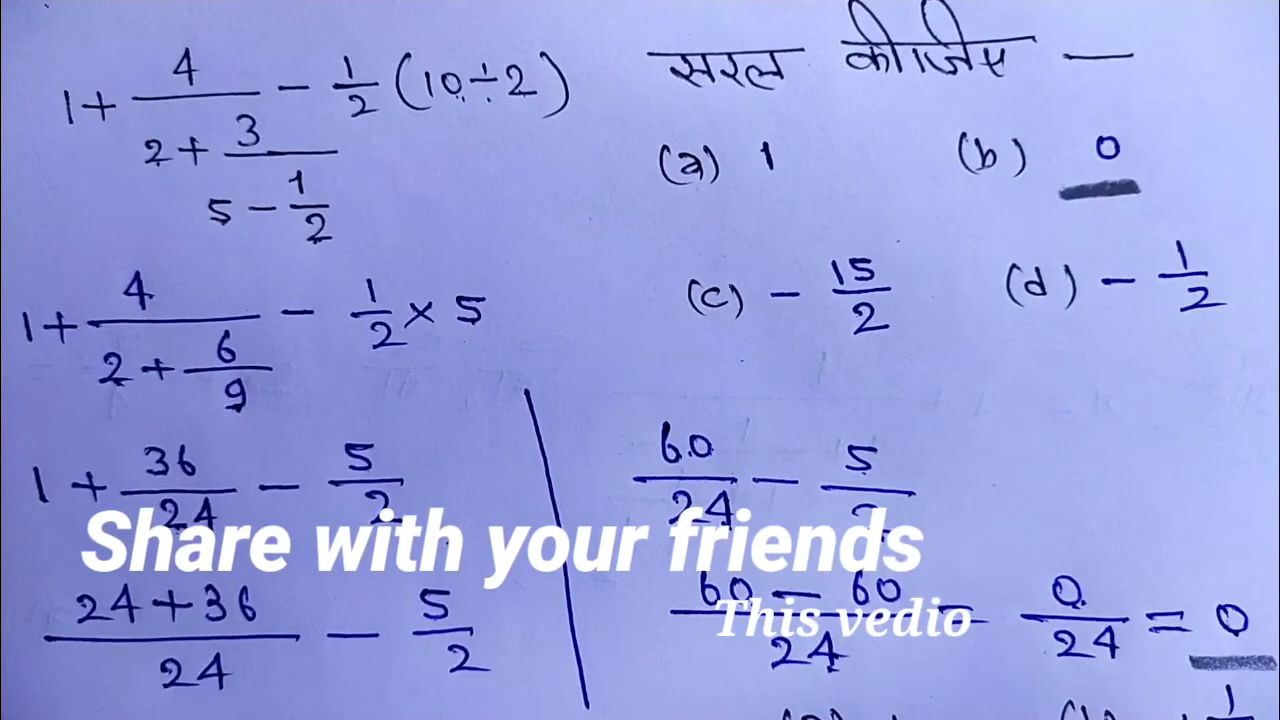 1 + 4/(2 + 3/(5 - 1/2)) - 1/2 (10 ÷ 2)
सरल कीजिए —
(a) 1 (b) 0
(c) - 15/2 (d) - 1/2
1 + 4/(2 + 6/9) - 1/2 × 5
1 + 36/24 - 5/2
(24 + 36)/24 - 5/2
60/24 - 5/2
(60 - 60)/24 = 0/24 = 0
Share with your friends
This vedio